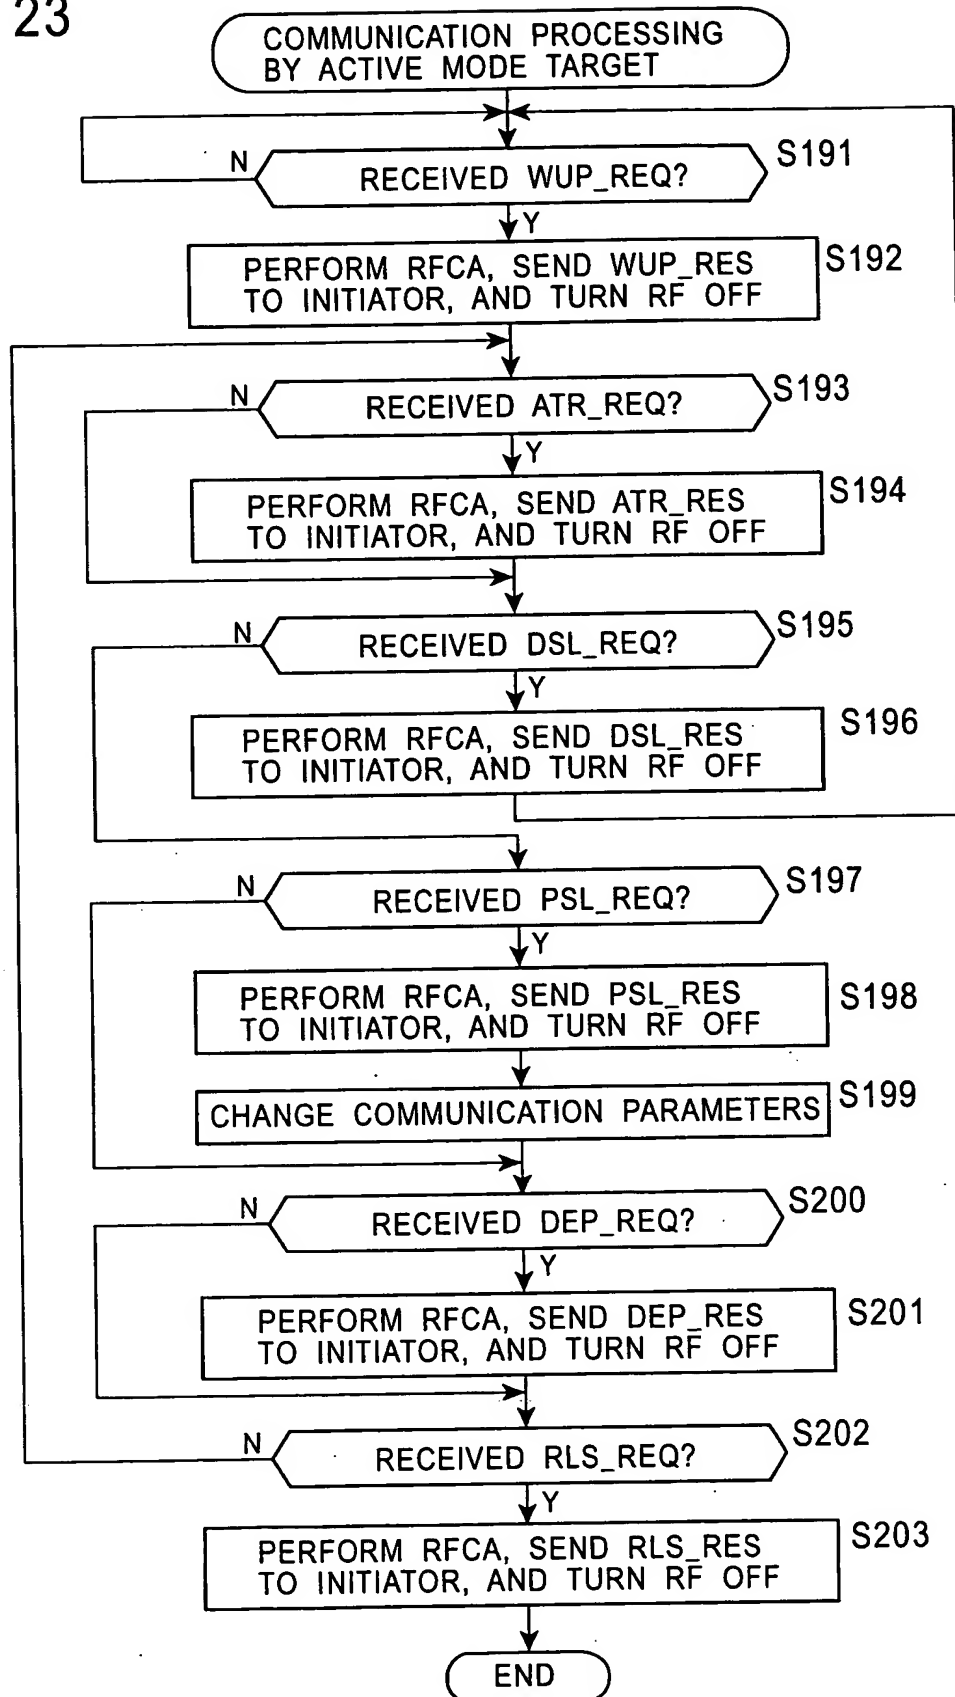 23
COMMUNICATION PROCESSING
BY ACTIVE MODE TARGET
N
RECEIVED WUP_REQ?
S191
Y
PERFORM RFCA, SEND WUP_RES
TO INITIATOR, AND TURN RF OFF
S192
N
RECEIVED ATR_REQ?
S193
Y
PERFORM RFCA, SEND ATR_RES
TO INITIATOR, AND TURN RF OFF
S194
N
RECEIVED DSL_REQ?
S195
Y
PERFORM RFCA, SEND DSL_RES
TO INITIATOR, AND TURN RF OFF
S196
N
RECEIVED PSL_REQ?
S197
Y
PERFORM RFCA, SEND PSL_RES
TO INITIATOR, AND TURN RF OFF
S198
CHANGE COMMUNICATION PARAMETERS
S199
N
RECEIVED DEP_REQ?
S200
Y
PERFORM RFCA, SEND DEP_RES
TO INITIATOR, AND TURN RF OFF
S201
N
RECEIVED RLS_REQ?
S202
Y
PERFORM RFCA, SEND RLS_RES
TO INITIATOR, AND TURN RF OFF
S203
END